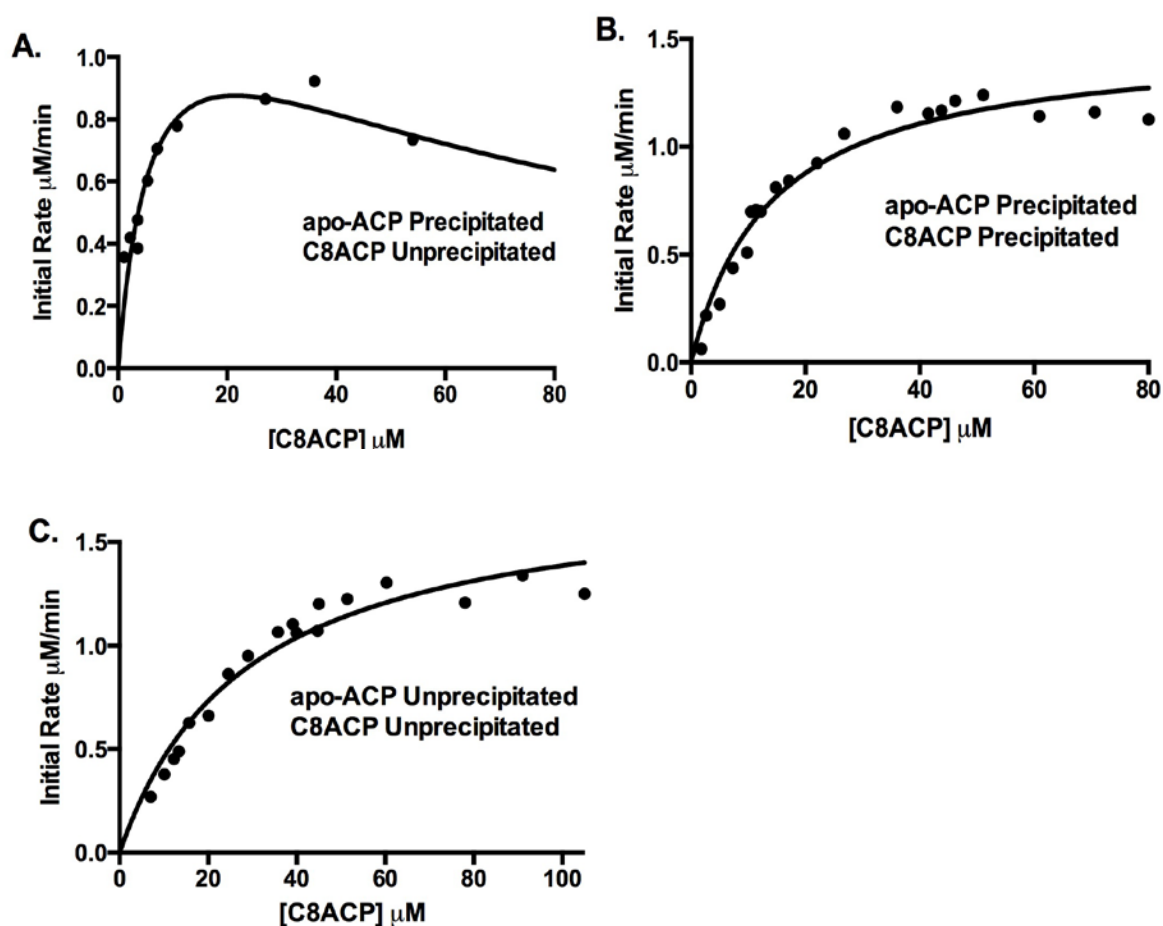 A.
Initial Rate μM/min
1.0
0.8
0.6
0.4
0.2
0.0
apo-ACP Precipitated
C8ACP Unprecipitated
0 20 40 60 80
[C8ACP] μM
B.
Initial Rate μM/min
1.5
1.0
0.5
0.0
apo-ACP Precipitated
C8ACP Precipitated
0 20 40 60 80
[C8ACP] μM
C.
Initial Rate μM/min
1.5
1.0
0.5
0.0
apo-ACP Unprecipitated
C8ACP Unprecipitated
0 20 40 60 80 100
[C8ACP] μM